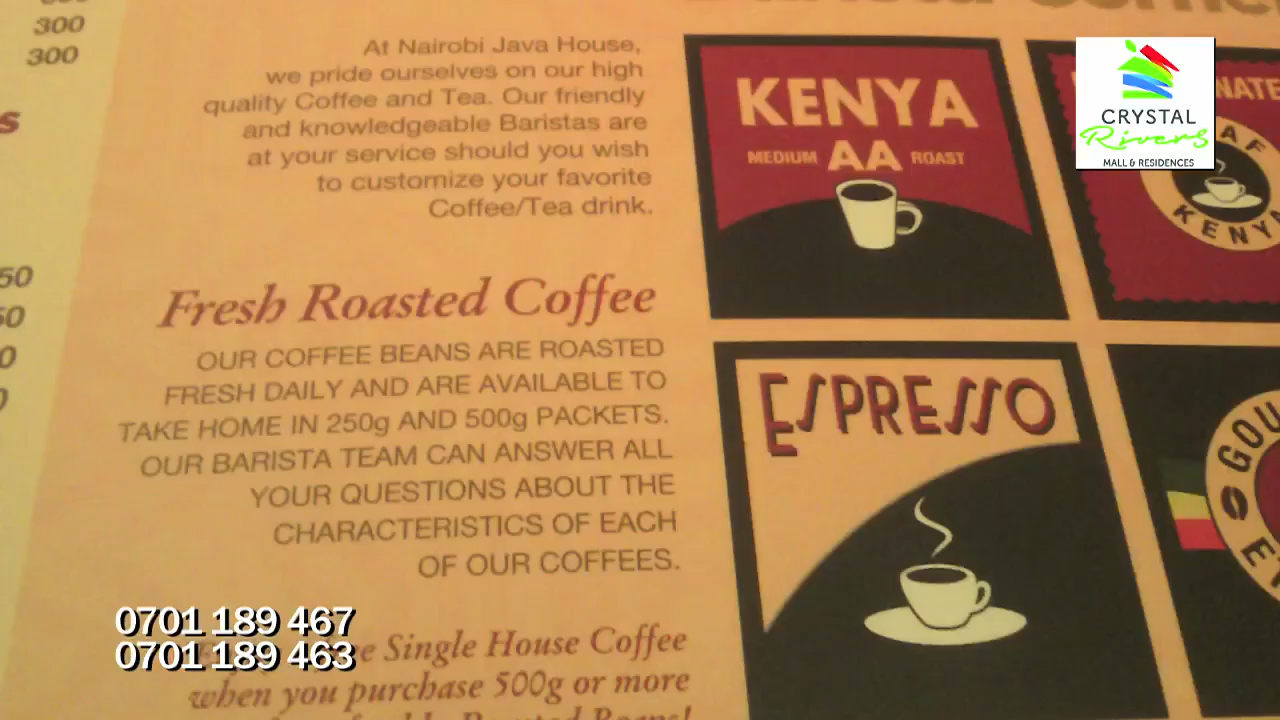 300
300
At Nairobi Java House,
we pride ourselves on our high
quality Coffee and Tea. Our friendly
and knowledgeable Baristas are
at your service should you wish
to customize your favorite
Coffee/Tea drink.
Fresh Roasted Coffee
OUR COFFEE BEANS ARE ROASTED
FRESH DAILY AND ARE AVAILABLE TO
TAKE HOME IN 250g AND 500g PACKETS.
OUR BARISTA TEAM CAN ANSWER ALL
YOUR QUESTIONS ABOUT THE
CHARACTERISTICS OF EACH
OF OUR COFFEES.
Single House Coffee
when you purchase 500g or more
KENYA
MEDIUM AA ROAST
KENYA
ESPRESSO
CRYSTAL
Rivers
MALL & RESIDENCES
0701 189 467
0701 189 463